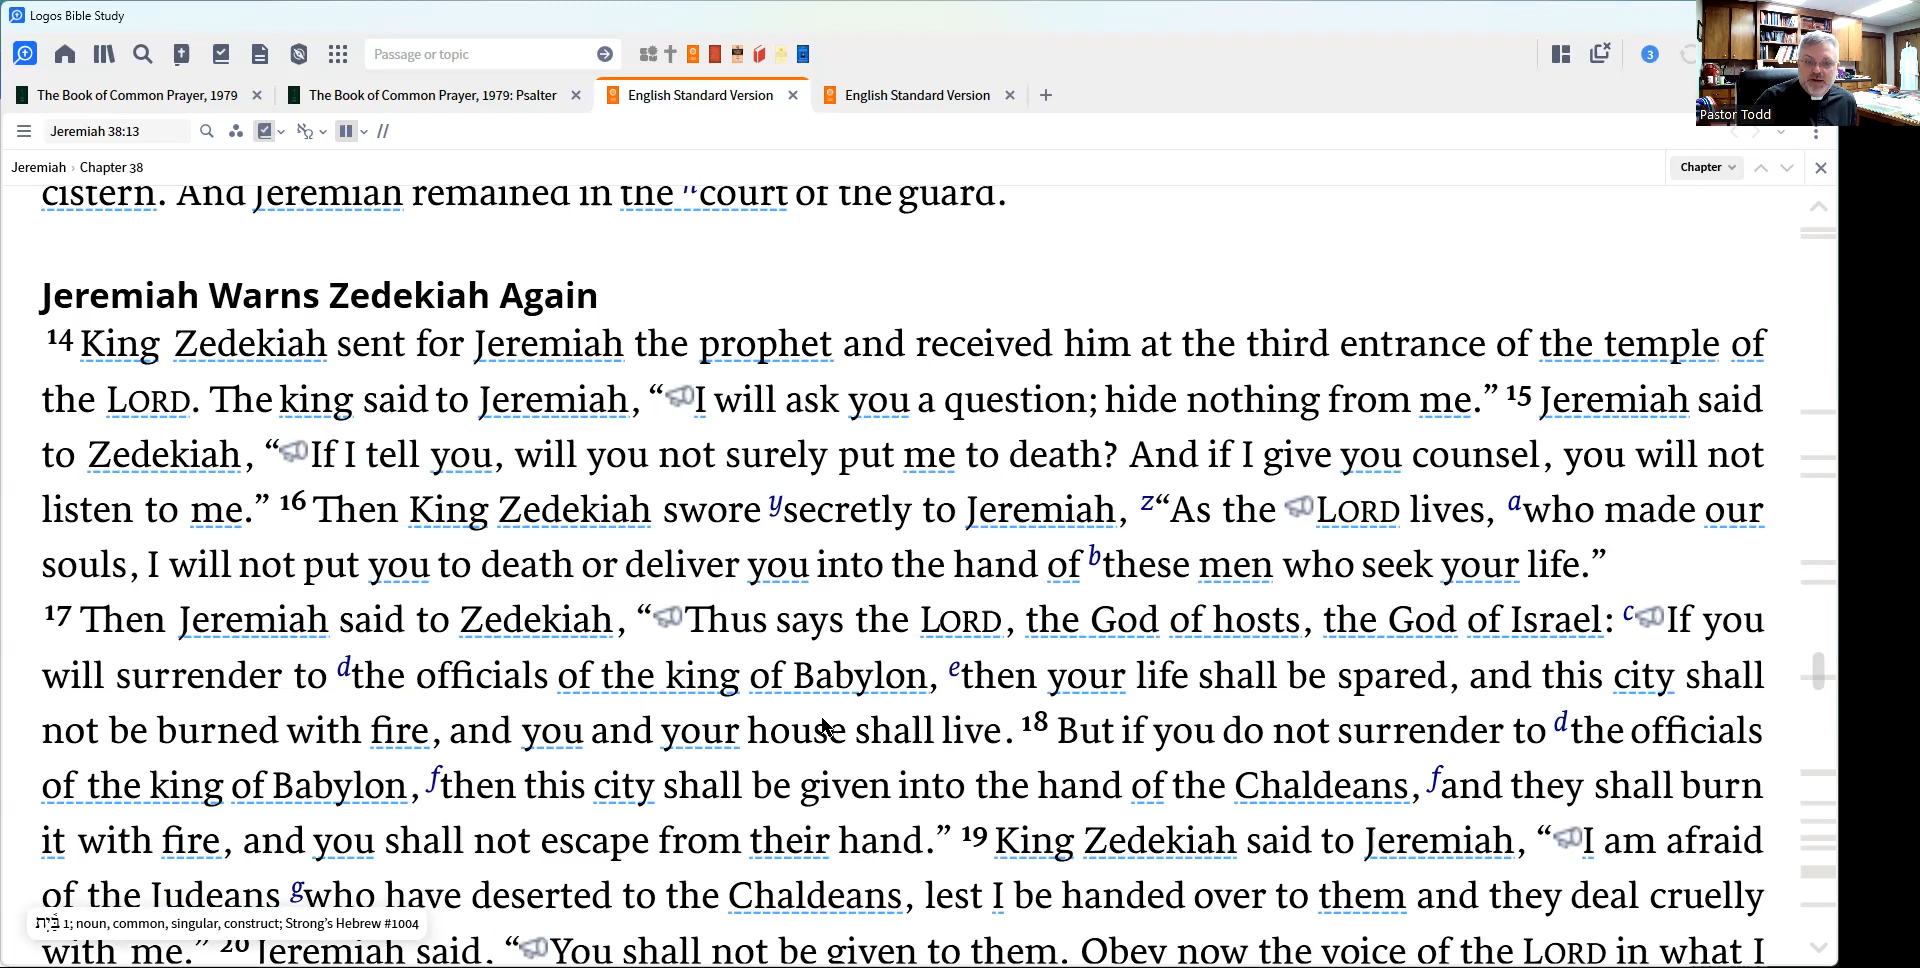 Logos Bible Study
Passage or topic
3
The Book of Common Prayer, 1979
The Book of Common Prayer, 1979: Psalter
English Standard Version
English Standard Version
Pastor Todd
Jeremiah 38:13
Jeremiah › Chapter 38
Chapter
cistern. And Jeremiah remained in the ⁿcourt of the guard.
Jeremiah Warns Zedekiah Again
14 King Zedekiah sent for Jeremiah the prophet and received him at the third entrance of the temple of
the LORD. The king said to Jeremiah, “I will ask you a question; hide nothing from me.” 15 Jeremiah said
to Zedekiah, “If I tell you, will you not surely put me to death? And if I give you counsel, you will not
listen to me.” 16 Then King Zedekiah swore ysecretly to Jeremiah, z“As the LORD lives, awho made our
souls, I will not put you to death or deliver you into the hand of bthese men who seek your life.”
17 Then Jeremiah said to Zedekiah, “Thus says the LORD, the God of hosts, the God of Israel: cIf you
will surrender to dthe officials of the king of Babylon, ethen your life shall be spared, and this city shall
not be burned with fire, and you and your house shall live. 18 But if you do not surrender to dthe officials
of the king of Babylon, fthen this city shall be given into the hand of the Chaldeans, fand they shall burn
it with fire, and you shall not escape from their hand.” 19 King Zedekiah said to Jeremiah, “I am afraid
of the Judeans gwho have deserted to the Chaldeans, lest I be handed over to them and they deal cruelly
בַּיִת 1; noun, common, singular, construct; Strong’s Hebrew #1004
with me.” 20 Jeremiah said, “You shall not be given to them. Obey now the voice of the LORD in what I